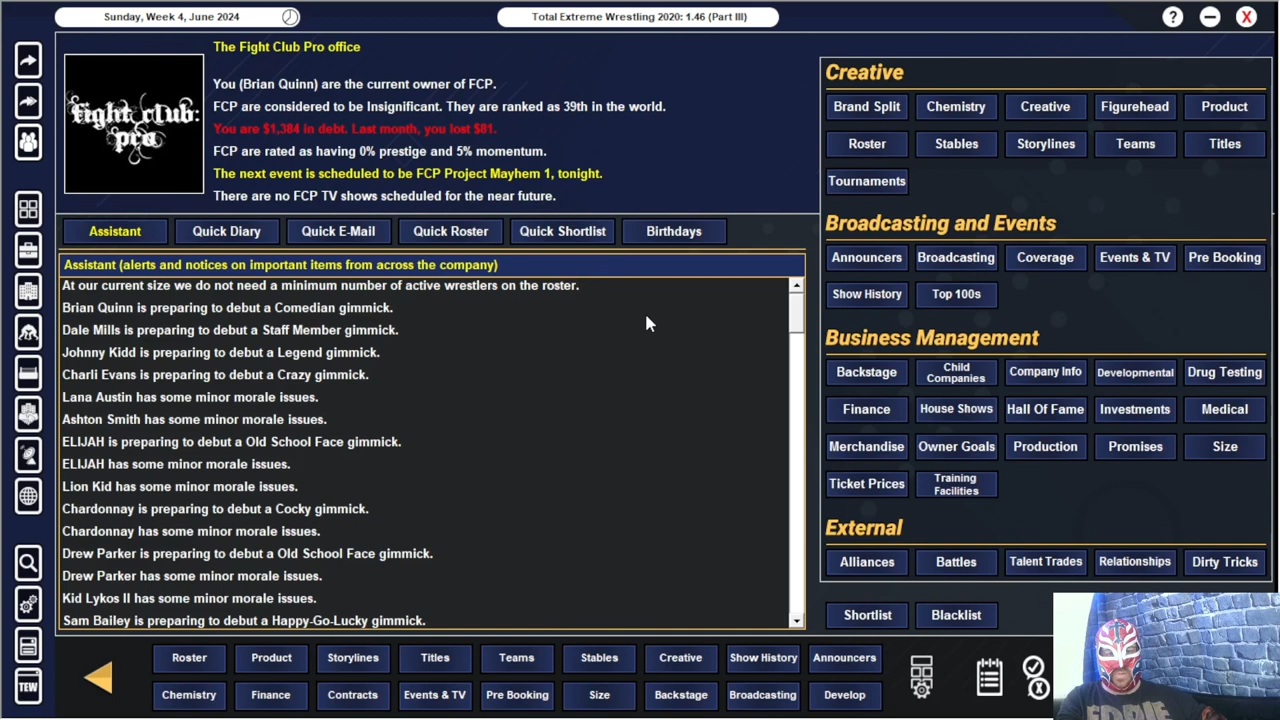 Sunday, Week 4, June 2024
Total Extreme Wrestling 2020: 1.46 (Part III)
?
X
The Fight Club Pro office
fight club:
pro
You (Brian Quinn) are the current owner of FCP.
FCP are considered to be Insignificant. They are ranked as 39th in the world.
You are $1,384 in debt. Last month, you lost $81.
FCP are rated as having 0% prestige and 5% momentum.
The next event is scheduled to be FCP Project Mayhem 1, tonight.
There are no FCP TV shows scheduled for the near future.
Assistant
Quick Diary
Quick E-Mail
Quick Roster
Quick Shortlist
Birthdays
Assistant (alerts and notices on important items from across the company)
At our current size we do not need a minimum number of active wrestlers on the roster.
Brian Quinn is preparing to debut a Comedian gimmick.
Dale Mills is preparing to debut a Staff Member gimmick.
Johnny Kidd is preparing to debut a Legend gimmick.
Charli Evans is preparing to debut a Crazy gimmick.
Lana Austin has some minor morale issues.
Ashton Smith has some minor morale issues.
ELIJAH is preparing to debut a Old School Face gimmick.
ELIJAH has some minor morale issues.
Lion Kid has some minor morale issues.
Chardonnay is preparing to debut a Cocky gimmick.
Chardonnay has some minor morale issues.
Drew Parker is preparing to debut a Old School Face gimmick.
Drew Parker has some minor morale issues.
Kid Lykos II has some minor morale issues.
Sam Bailey is preparing to debut a Happy-Go-Lucky gimmick.
Creative
Brand Split
Chemistry
Creative
Figurehead
Product
Roster
Stables
Storylines
Teams
Titles
Tournaments
Broadcasting and Events
Announcers
Broadcasting
Coverage
Events & TV
Pre Booking
Show History
Top 100s
Business Management
Backstage
Child
Companies
Company Info
Developmental
Drug Testing
Finance
House Shows
Hall Of Fame
Investments
Medical
Merchandise
Owner Goals
Production
Promises
Size
Ticket Prices
Training
Facilities
External
Alliances
Battles
Talent Trades
Relationships
Dirty Tricks
Shortlist
Blacklist
TEW
Roster
Product
Storylines
Titles
Teams
Stables
Creative
Show History
Announcers
Chemistry
Finance
Contracts
Events & TV
Pre Booking
Size
Backstage
Broadcasting
Develop
EDDIE